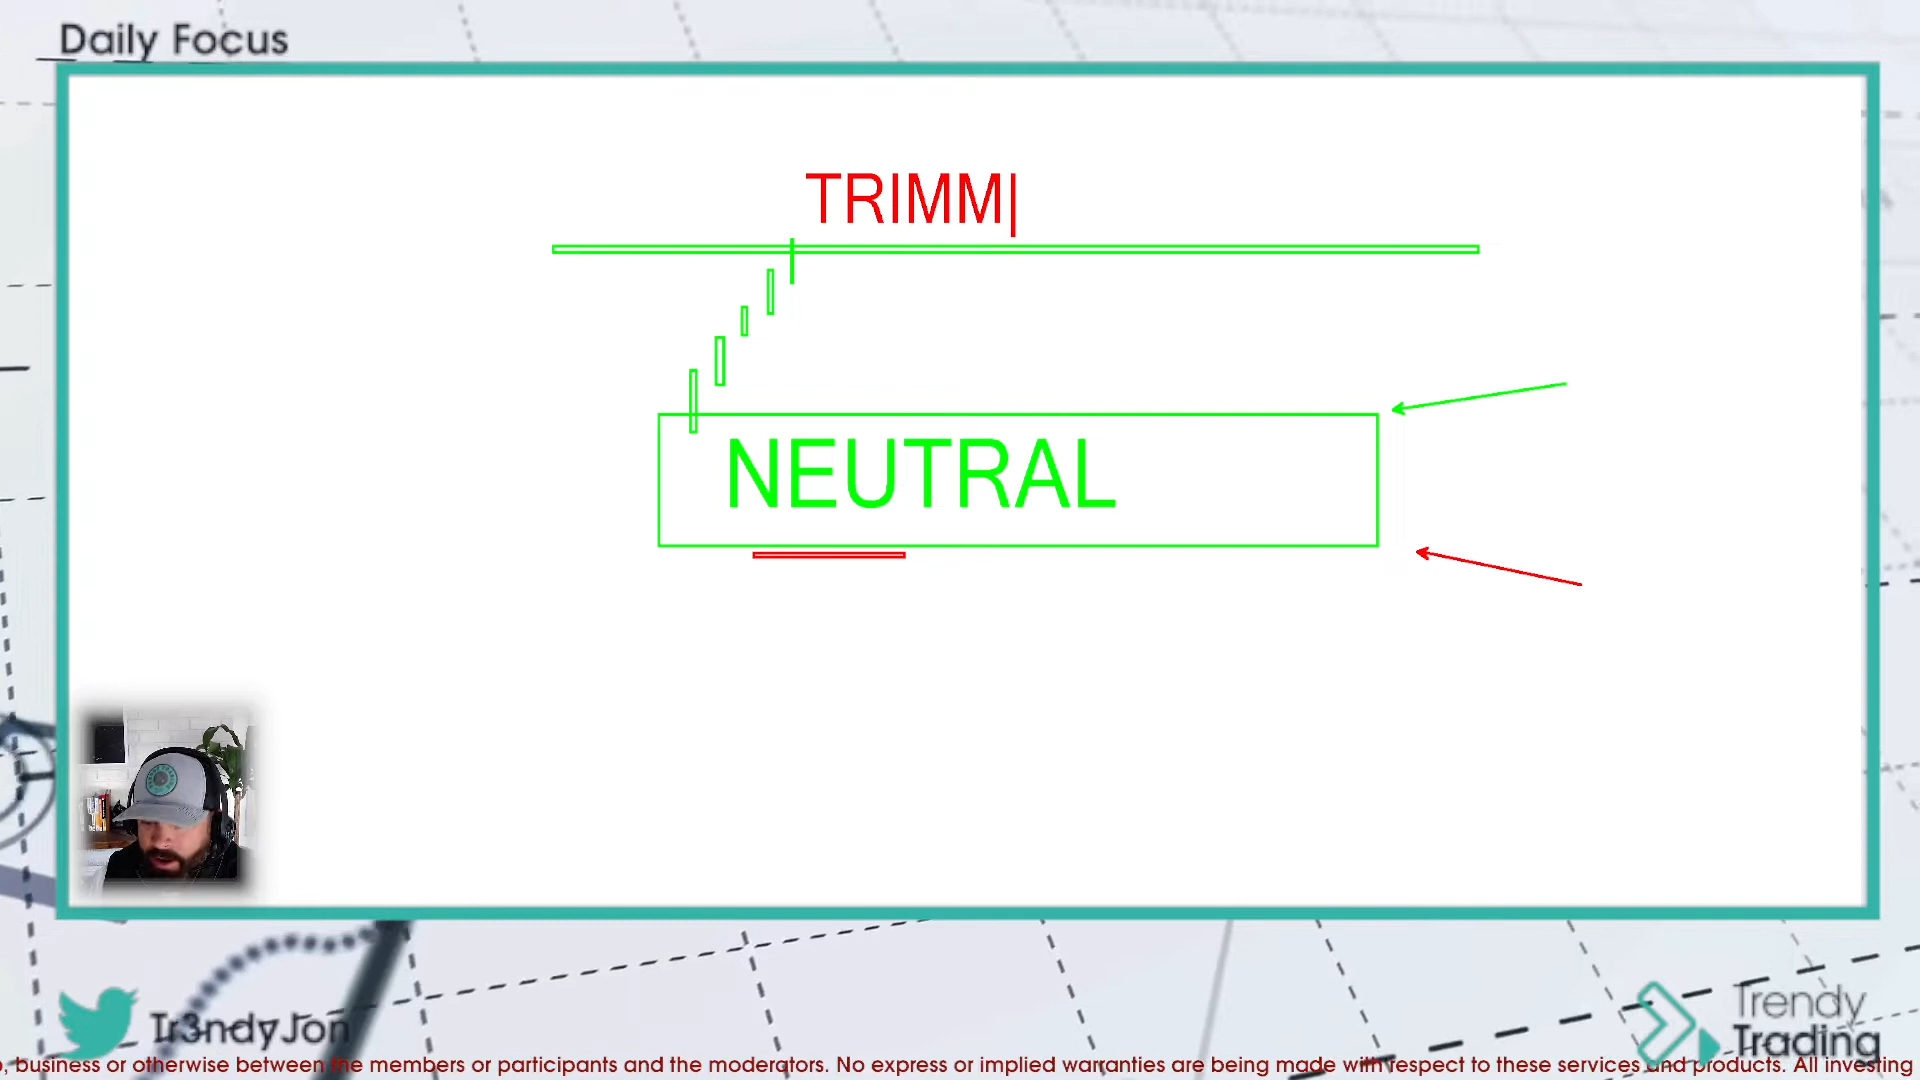 Daily Focus
TRIMM
NEUTRAL
Tr3ndyJon
Trendy
Trading
, business or otherwise between the members or participants and the moderators. No express or implied warranties are being made with respect to these services and products. All investing